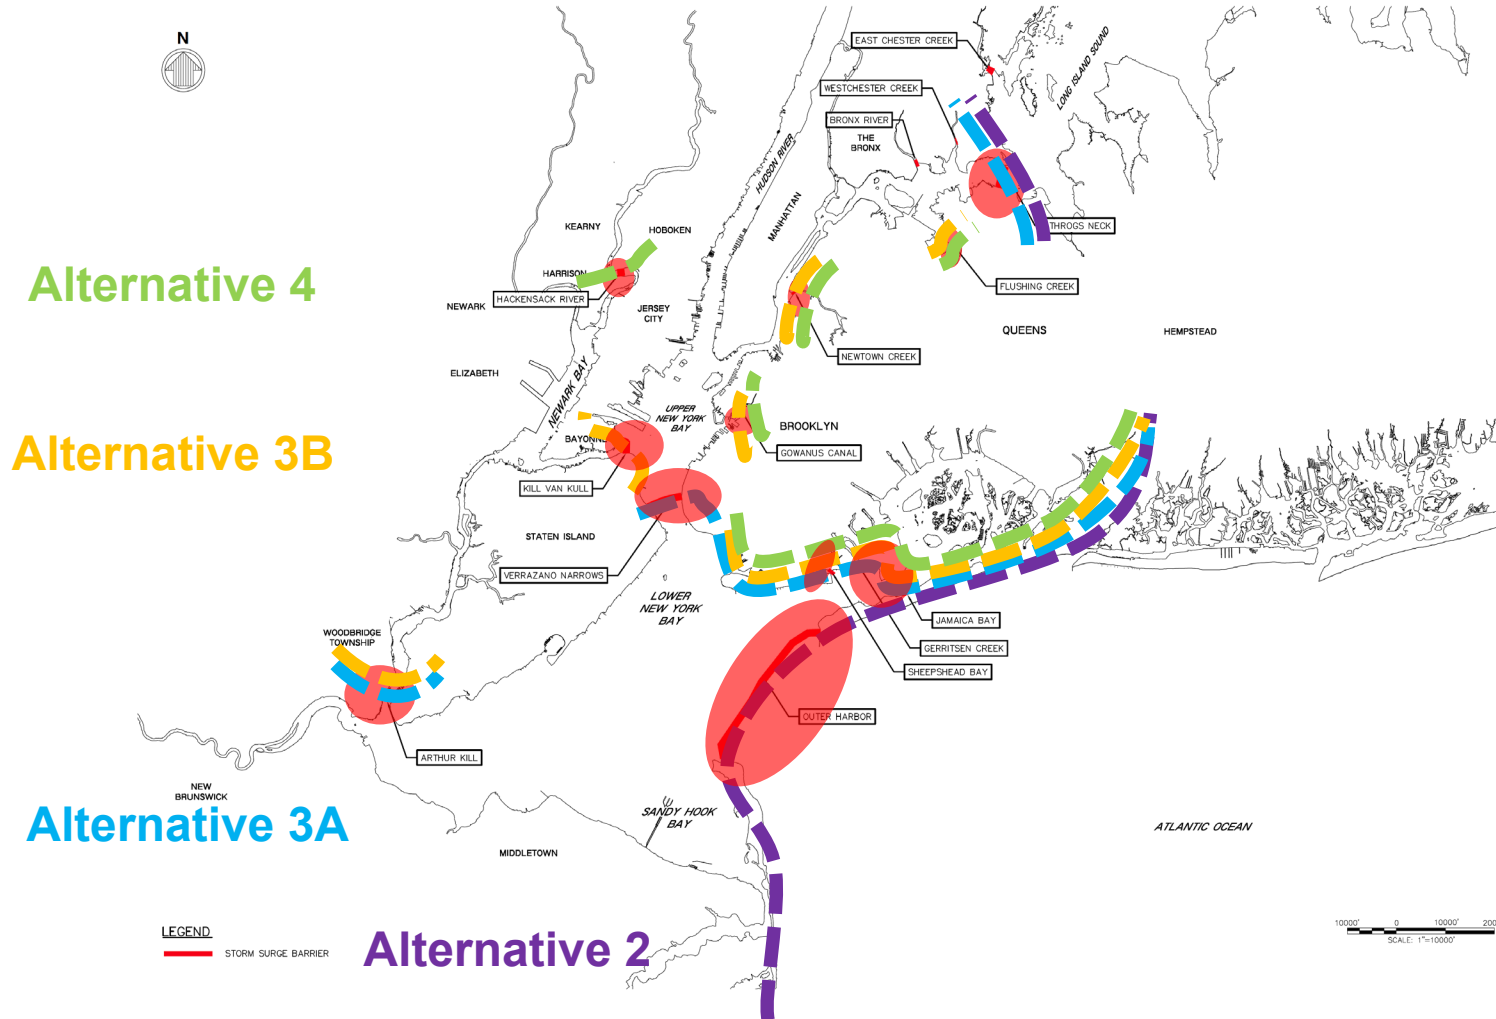 N
EAST CHESTER CREEK
LONG ISLAND SOUND
WESTCHESTER CREEK
BRONX RIVER
THE
BRONX
HUDSON RIVER
MANHATTAN
THROGS NECK
KEARNY
HOBOKEN
Alternative 4
HARRISON
HACKENSACK RIVER
NEWARK
JERSEY
CITY
FLUSHING CREEK
QUEENS
HEMPSTEAD
NEWTOWN CREEK
ELIZABETH
NEWARK BAY
UPPER
NEW YORK
BAY
BROOKLYN
Alternative 3B
BAYONNE
GOWANUS CANAL
KILL VAN KULL
STATEN ISLAND
VERRAZANO NARROWS
LOWER
NEW YORK
BAY
JAMAICA BAY
GERRITSEN CREEK
SHEEPSHEAD BAY
WOODBRIDGE
TOWNSHIP
OUTER HARBOR
ARTHUR KILL
NEW
BRUNSWICK
Alternative 3A
SANDY HOOK
BAY
ATLANTIC OCEAN
MIDDLETOWN
LEGEND
STORM SURGE BARRIER
Alternative 2
10000' 0 10000' 200
SCALE: 1"=10000'